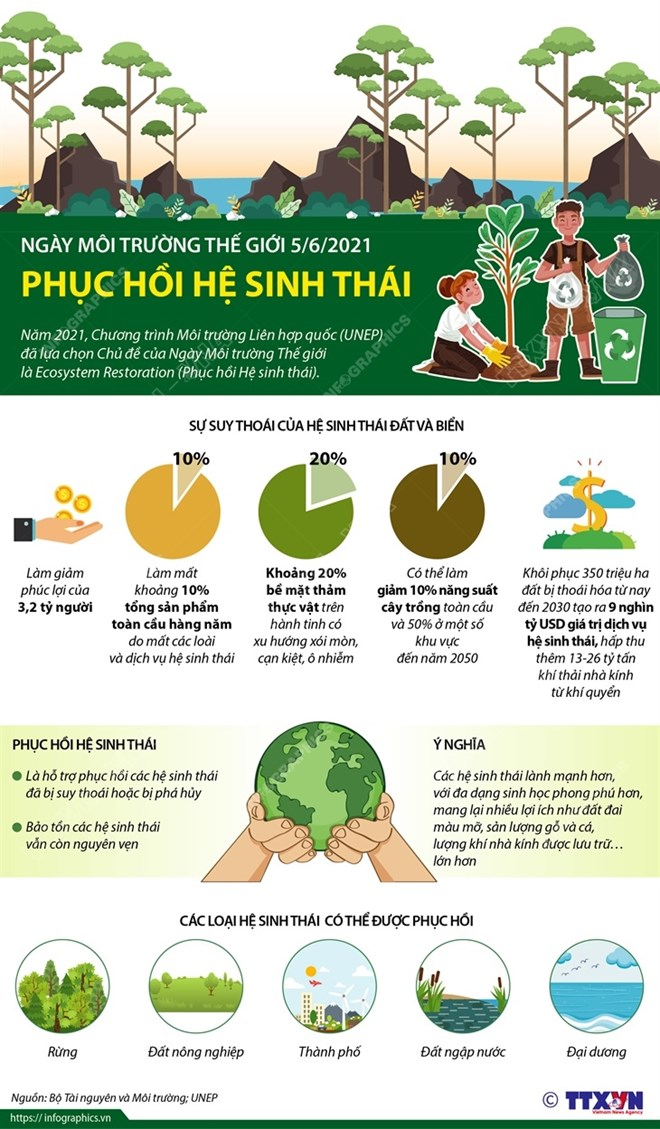 NGÀY MÔI TRƯỜNG THẾ GIỚI 5/6/2021
PHỤC HỒI HỆ SINH THÁI
Năm 2021, Chương trình Môi trường Liên hợp quốc (UNEP)
đã lựa chọn Chủ đề của Ngày Môi trường Thế giới
là Ecosystem Restoration (Phục hồi Hệ sinh thái).
SỰ SUY THOÁI CỦA HỆ SINH THÁI ĐẤT VÀ BIỂN
Làm giảm
phúc lợi của
3,2 tỷ người
10%
Làm mất
khoảng 10%
tổng sản phẩm
toàn cầu hàng năm
do mất các loài
và dịch vụ hệ sinh thái
20%
Khoảng 20%
bề mặt thảm
thực vật trên
hành tinh có
xu hướng xói mòn,
cạn kiệt, ô nhiễm
10%
Có thể làm
giảm 10% năng suất
cây trồng toàn cầu
và 50% ở một số
khu vực
đến năm 2050
Khôi phục 350 triệu ha
đất bị thoái hóa từ nay
đến 2030 tạo ra 9 nghìn
tỷ USD giá trị dịch vụ
hệ sinh thái, hấp thu
thêm 13-26 tỷ tấn
khí thải nhà kính
từ khí quyển
PHỤC HỒI HỆ SINH THÁI
Là hỗ trợ phục hồi các hệ sinh thái
đã bị suy thoái hoặc bị phá hủy
Bảo tồn các hệ sinh thái
vẫn còn nguyên vẹn
Ý NGHĨA
Các hệ sinh thái lành mạnh hơn,
với đa dạng sinh học phong phú hơn,
mang lại nhiều lợi ích như đất đai
màu mỡ, sản lượng gỗ và cá,
lượng khí nhà kính được lưu trữ...
lớn hơn
CÁC LOẠI HỆ SINH THÁI CÓ THỂ ĐƯỢC PHỤC HỒI
Rừng
Đất nông nghiệp
Thành phố
Đất ngập nước
Đại dương
Nguồn: Bộ Tài nguyên và Môi trường; UNEP
© TTXVN
Vietnam News Agency
https://infographics.vn